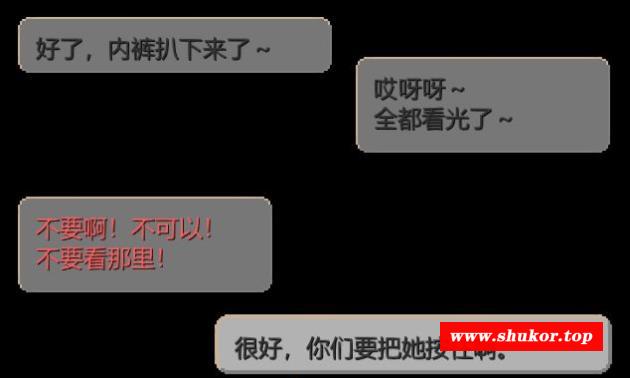 好了，内裤扒下来了～
哎呀呀～
全都看光了～
不要啊！不可以！
不要看那里！
很好，你们要把她按住啊。
www.shukor.top